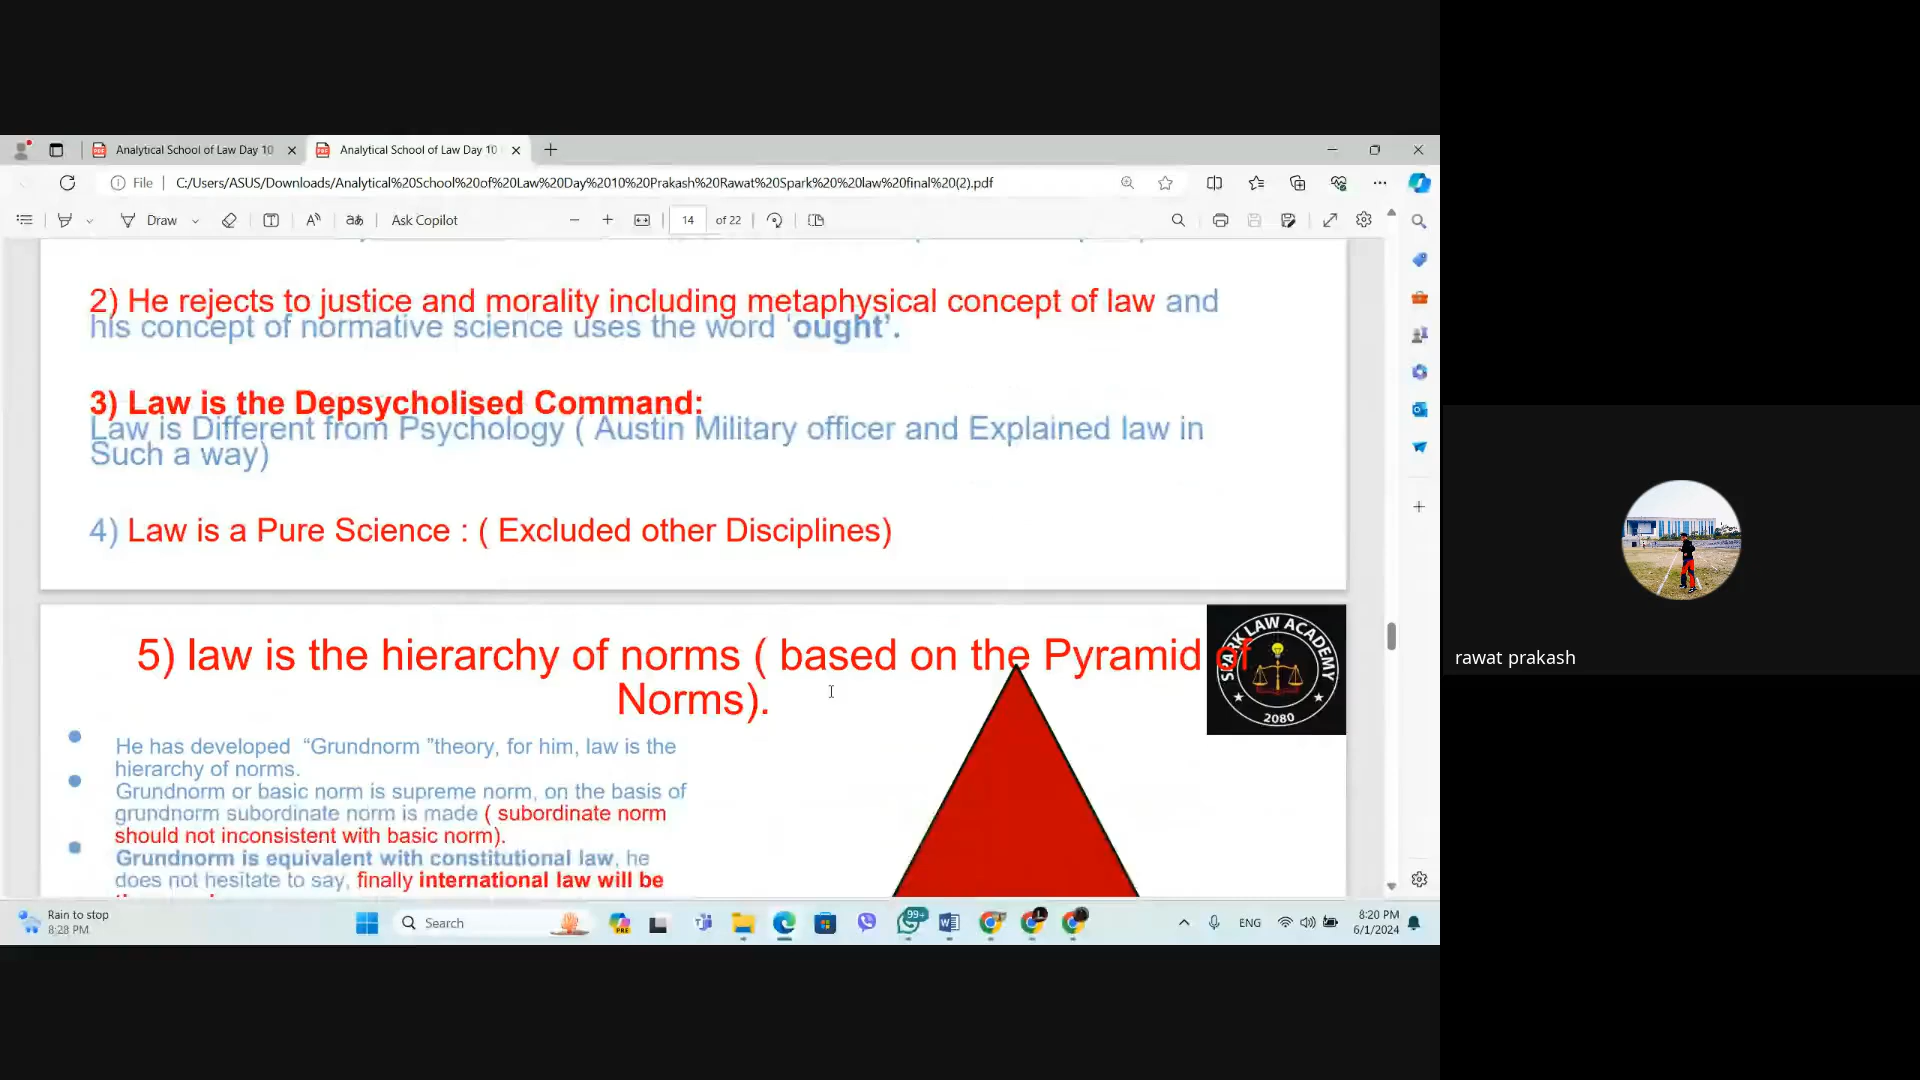 Analytical School of Law Day 10
Analytical School of Law Day 10
File
C:/Users/ASUS/Downloads/Analytical%20School%20of%20Law%20Day%2010%20Prakash%20Rawat%20Spark%20%20law%20final%20(2).pdf
Draw
Ask Copilot
14
of 22
2) He rejects to justice and morality including metaphysical concept of law and
his concept of normative science uses the word ‘ought’.
3) Law is the Depsycholised Command:
Law is Different from Psychology ( Austin Military officer and Explained law in
Such a way)
4) Law is a Pure Science : ( Excluded other Disciplines)
5) law is the hierarchy of norms ( based on the Pyramid of
Norms).
SPARK LAW ACADEMY
2080
He has developed “Grundnorm ”theory, for him, law is the
hierarchy of norms.
Grundnorm or basic norm is supreme norm, on the basis of
grundnorm subordinate norm is made ( subordinate norm
should not inconsistent with basic norm).
Grundnorm is equivalent with constitutional law, he
does not hesitate to say, finally international law will be
rawat prakash
Rain to stop
8:28 PM
Search
PRE
99+
ENG
8:20 PM
6/1/2024